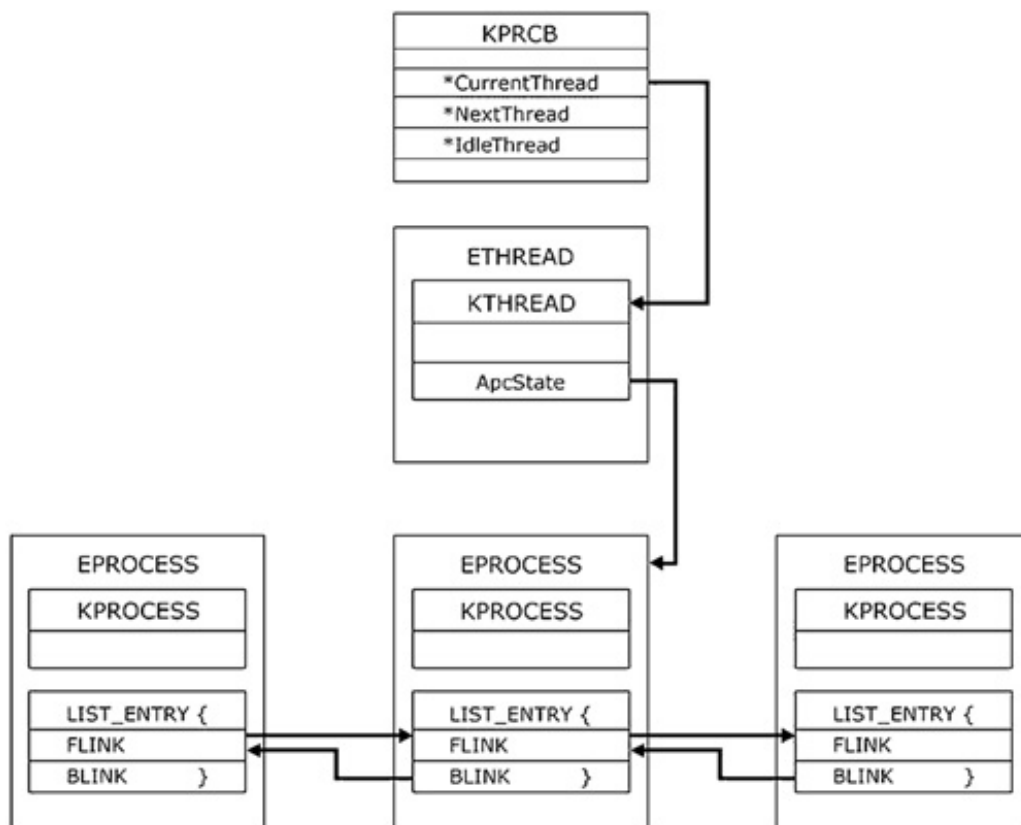 KPRCB
*CurrentThread
*NextThread
*IdleThread
ETHREAD
KTHREAD
ApcState
EPROCESS
KPROCESS
LIST_ENTRY {
FLINK
BLINK }
EPROCESS
KPROCESS
LIST_ENTRY {
FLINK
BLINK }
EPROCESS
KPROCESS
LIST_ENTRY {
FLINK
BLINK }